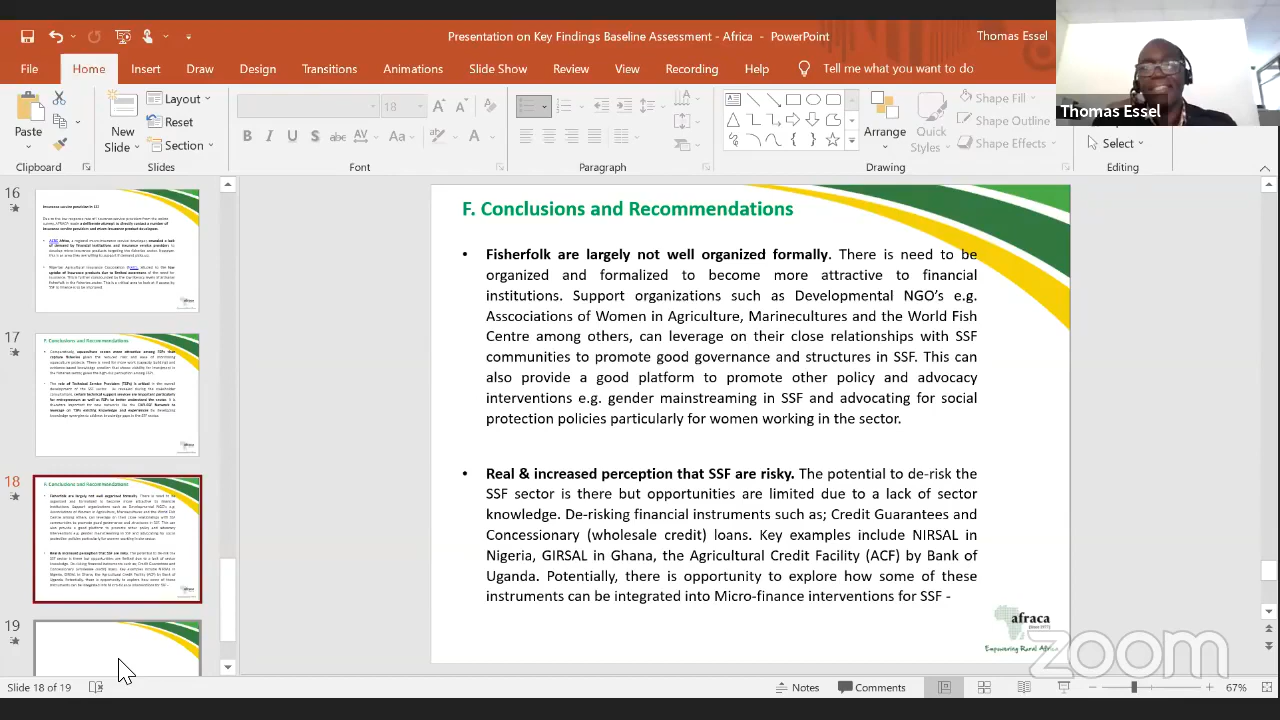 Presentation on Key Findings Baseline Assessment - Africa - PowerPoint
Thomas Essel
File Home Insert Draw Design Transitions Animations Slide Show Review View Recording Help Tell me what you want to do
Thomas Essel
Paste
New
Slide
Layout
Reset
Section
18
Arrange
Quick
Styles
Shape Fill
Shape Outline
Shape Effects
Select
Clipboard Slides Font Paragraph Drawing Editing
16
17
18
19
F. Conclusions and Recommendations
• Fisherfolk are largely not well organized formally. There is need to be
organized and formalized to become more attractive to financial
institutions. Support organizations such as Developmental NGO's e.g.
Asscociations of Women in Agriculture, Marinecultures and the World Fish
Centre among others, can leverage on their close relationships with SSF
communities to promote good governance and structures in SSF. This can
also provide a good platform to promote other policy and advocacy
interventions e.g. gender mainstreaming in SSF and advocating for social
protection policies particularly for women working in the sector.
• Real & increased perception that SSF are risky. The potential to de-risk the
SSF sector is there but opportunities are limited due to a lack of sector
knowledge. De-risking financial instruments such as; Credit Guarantees and
Concessionary (wholesale credit) loans. Key examples include NIRSAL in
Nigeria, GIRSAL in Ghana, the Agricultural Credit Facility (ACF) by Bank of
Uganda. Potentially, there is opportunity to explore how some of these
instruments can be integrated into Micro-finance interventions for SSF -
afraca
Empowering Rural Africa
zoom
Slide 18 of 19
Notes
Comments
67%